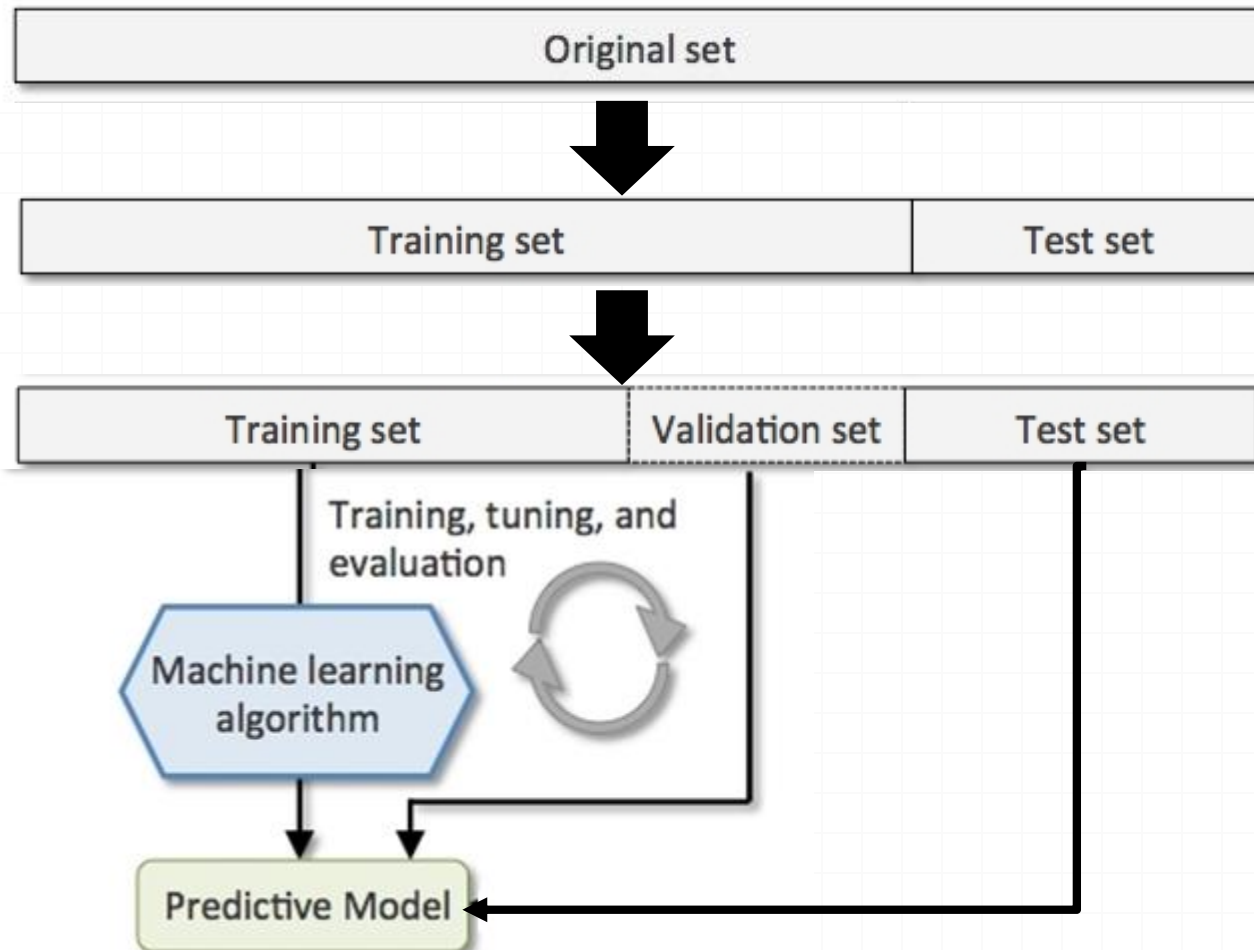 Original set
Training set
Test set
Training set
Validation set
Test set
Training, tuning, and
evaluation
Machine learning
algorithm
Predictive Model